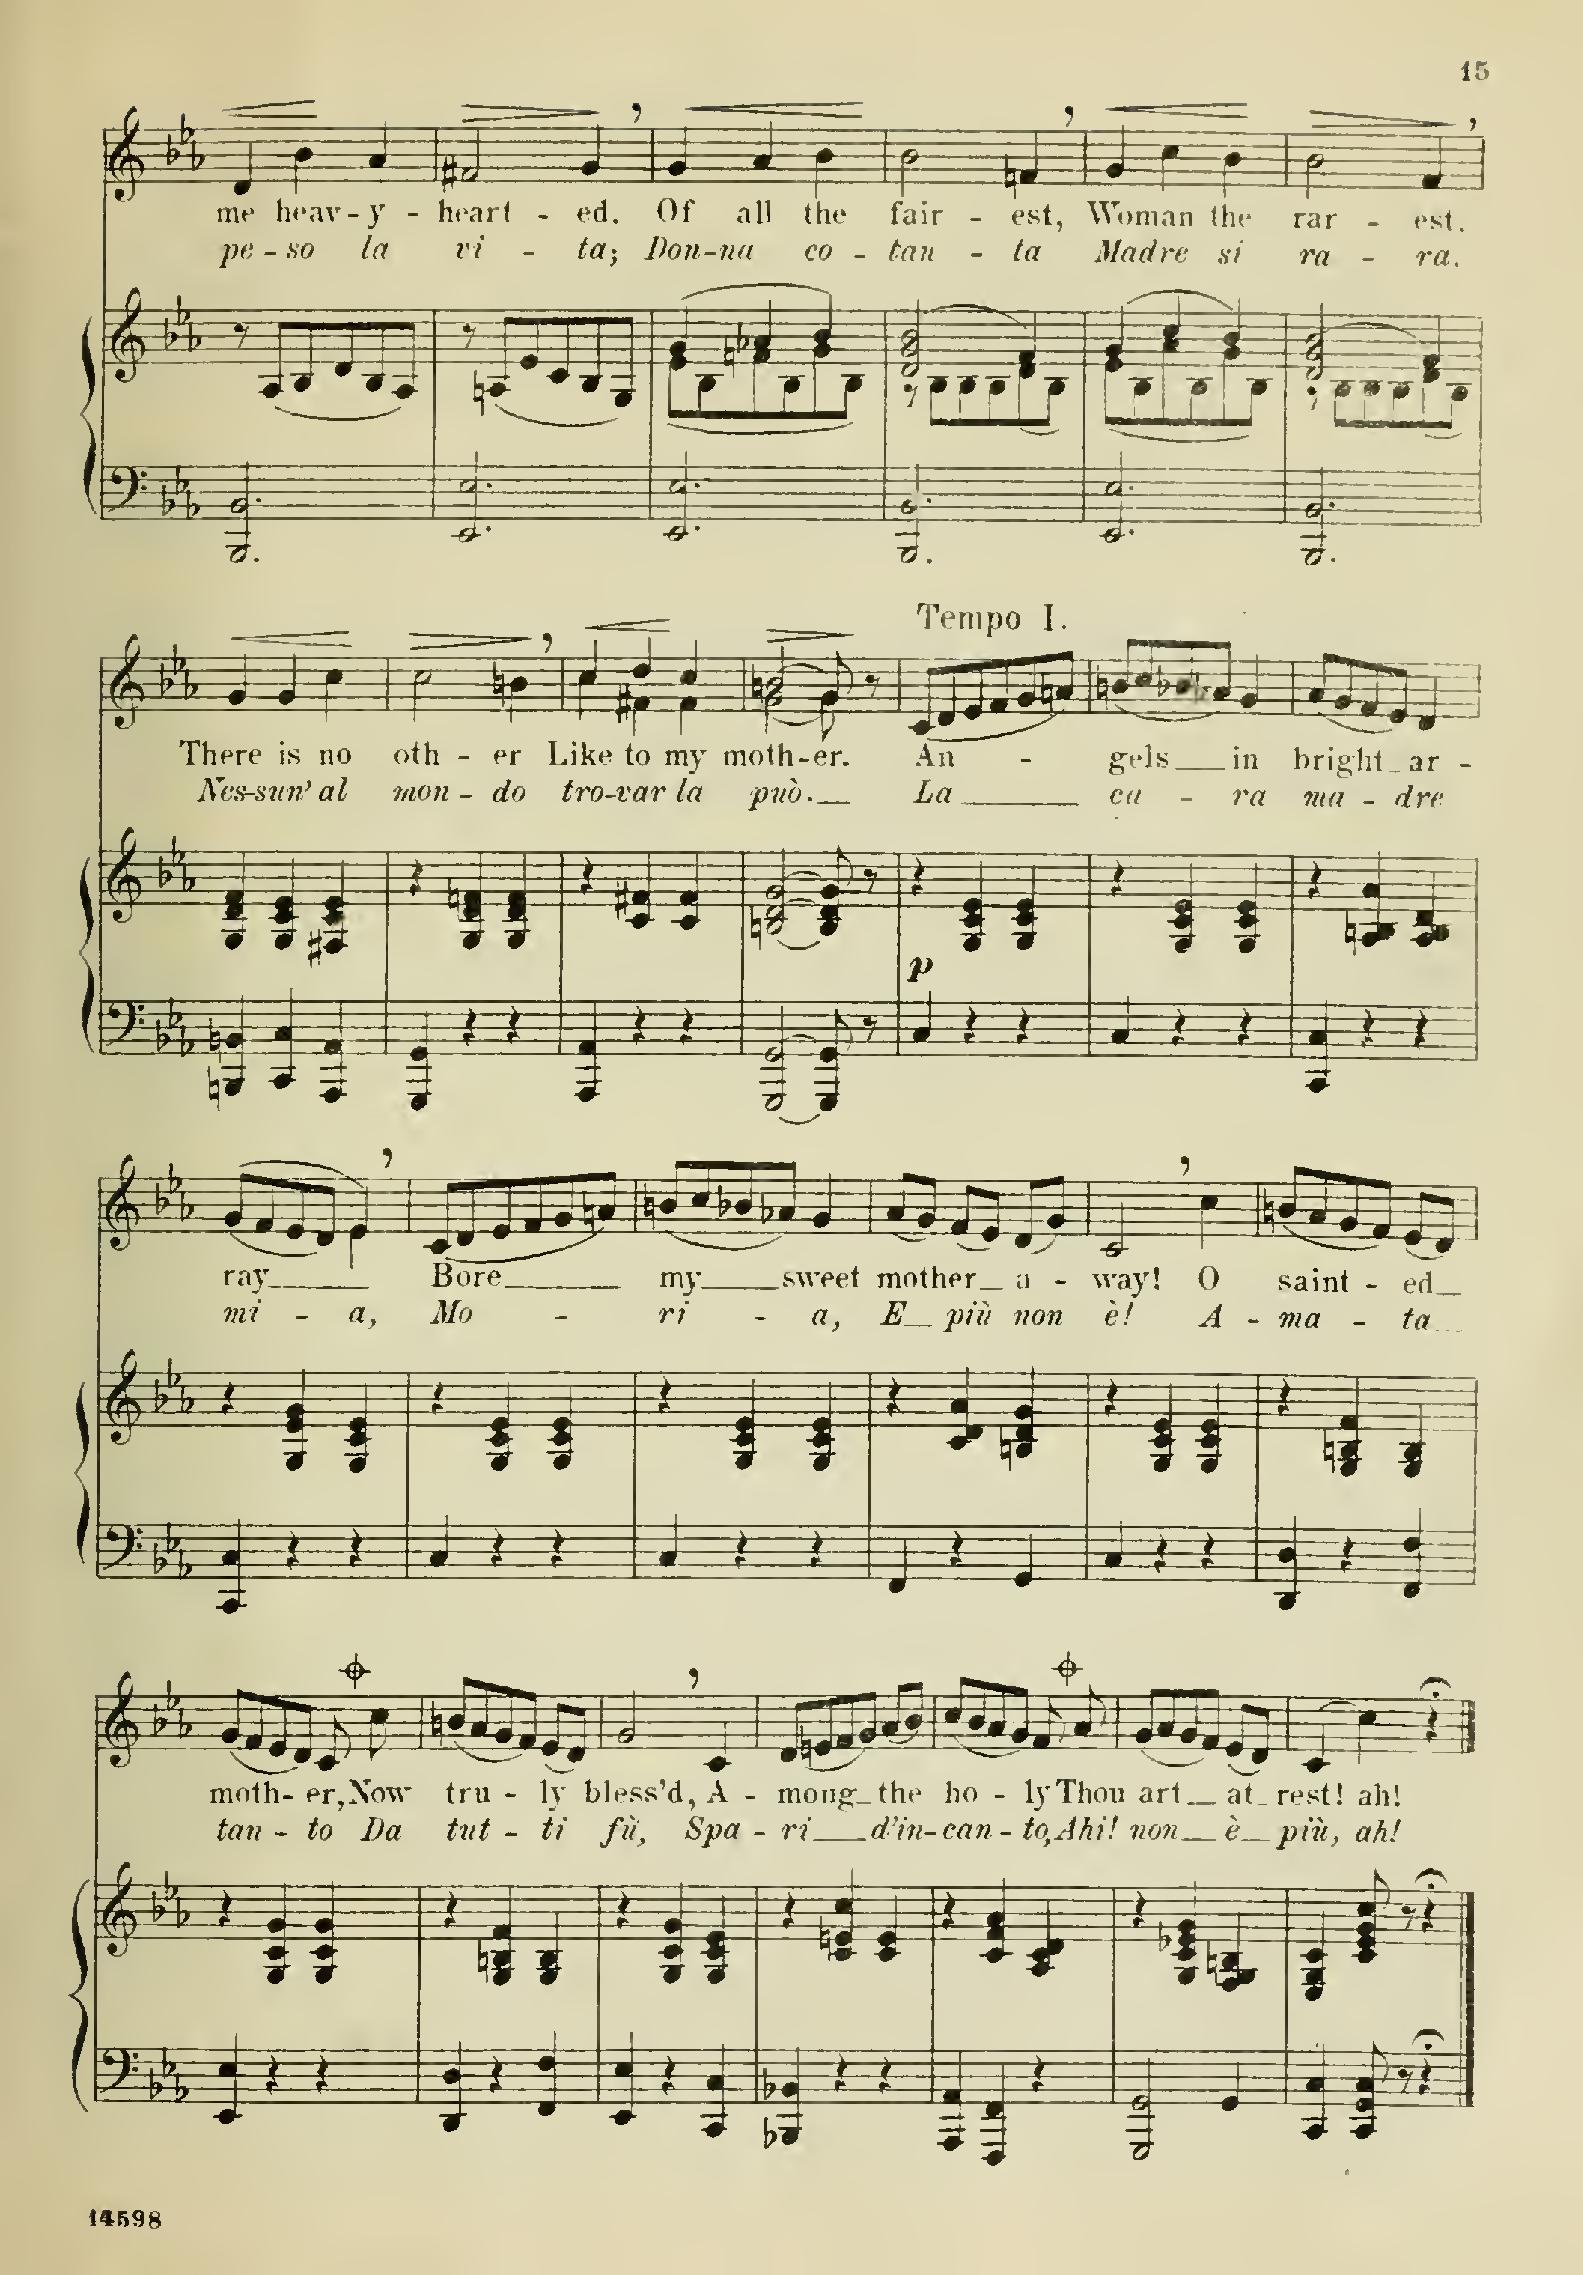 15
me heav-y-heart-ed. Of all the fair-est, Woman the rar-est.
pe-so la vi-ta; Don-na co-tan-ta Madre si ra-ra.
Tempo I.
There is no oth-er Like to my moth-er. An-gels in bright ar-
Nes-sun' al mon-do tro-var la può. La ca-ra ma-dre
p
ray Bore my sweet mother a-way! O saint-ed
mi-a, Mo-ri-a, E più non è! A-ma-ta
moth-er, Now tru-ly bless'd, A-mong the ho-ly Thou art at rest! ah!
tan-to Da tut-ti fù, Spa-ri d'in-can-to, Ahi! non è più, ah!
14598